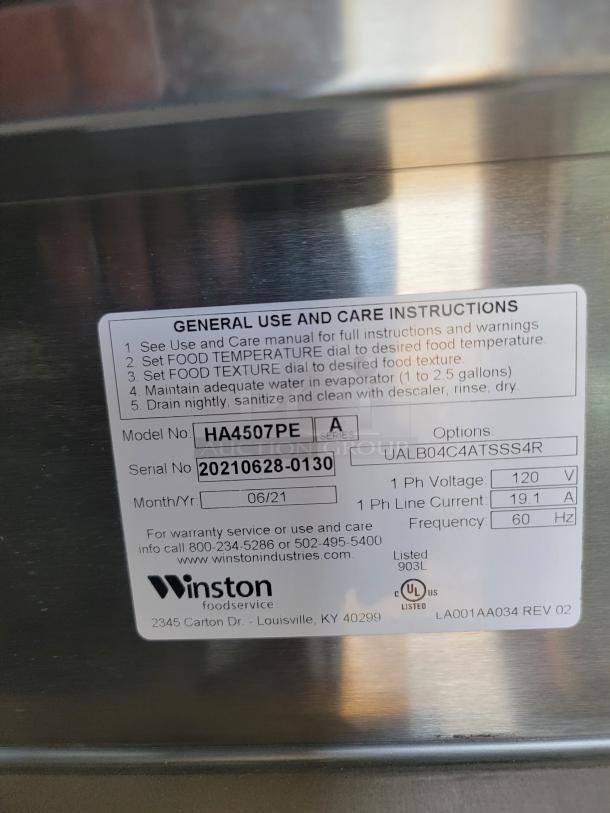 GENERAL USE AND CARE INSTRUCTIONS
1 See Use and Care manual for full instructions and warnings
2. Set FOOD TEMPERATURE dial to desired food temperature.
3. Set FOOD TEXTURE dial to desired food texture.
4. Maintain adequate water in evaporator (1 to 2.5 gallons)
5. Drain nightly, sanitize and clean with descaler, rinse, dry
Model No HA4507PE A SERIES
Serial No 20210628-0130
Month/Yr. 06/21
Options:
UALB04C4ATSSS4R
1 Ph Voltage: 120 V
1 Ph Line Current: 19.1 A
Frequency: 60 Hz
AUCTION GROUP
For warranty service or use and care
info call 800-234-5286 or 502-495-5400
www.winstonindustries.com
Winston
foodservice
2345 Carton Dr. - Louisville, KY 40299
Listed
903L
C UL US
LISTED
LA001AA034 REV 02